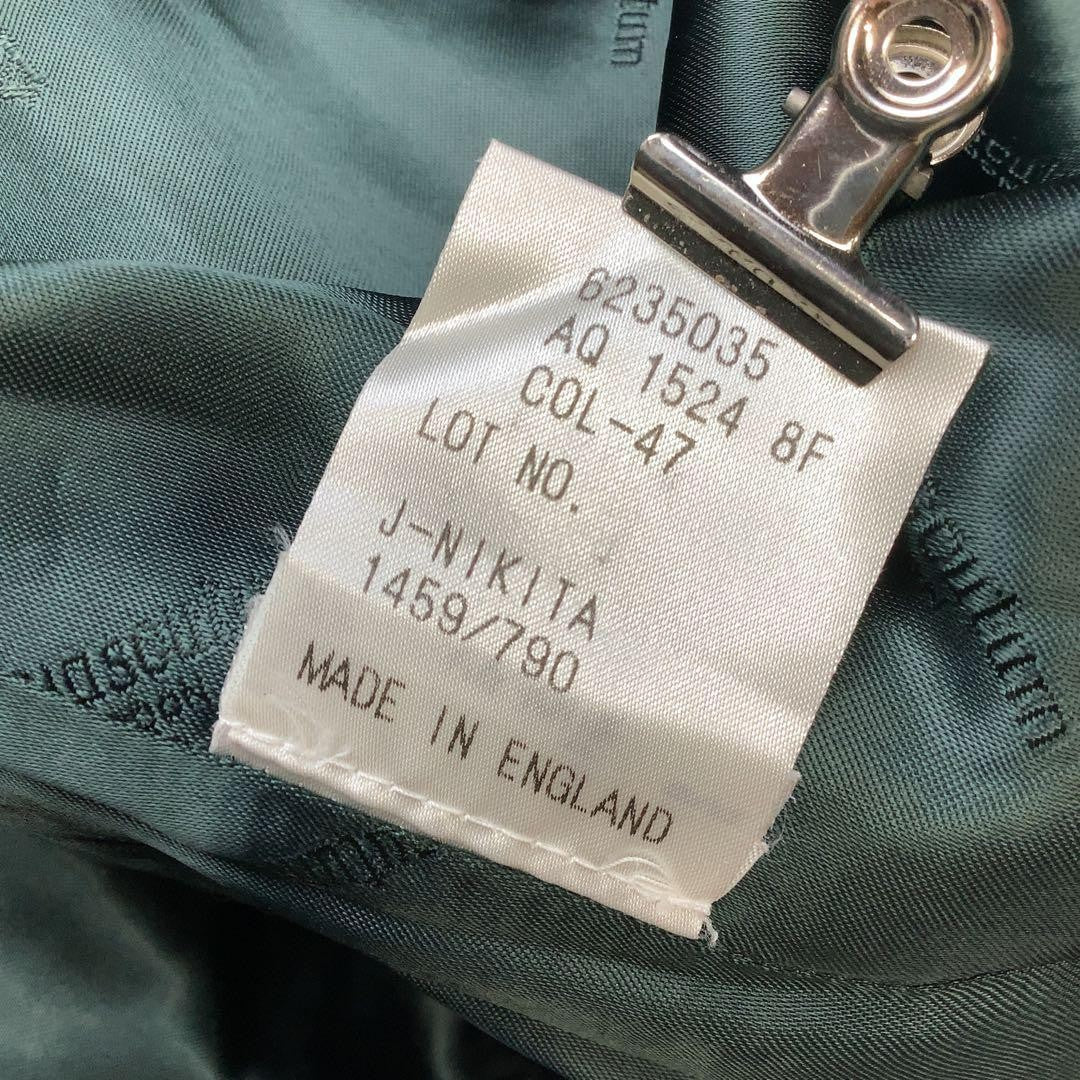 6235035
AQ 1524 8F
COL-47
LOT NO.
J-NIKITA
1459/790
MADE IN ENGLAND